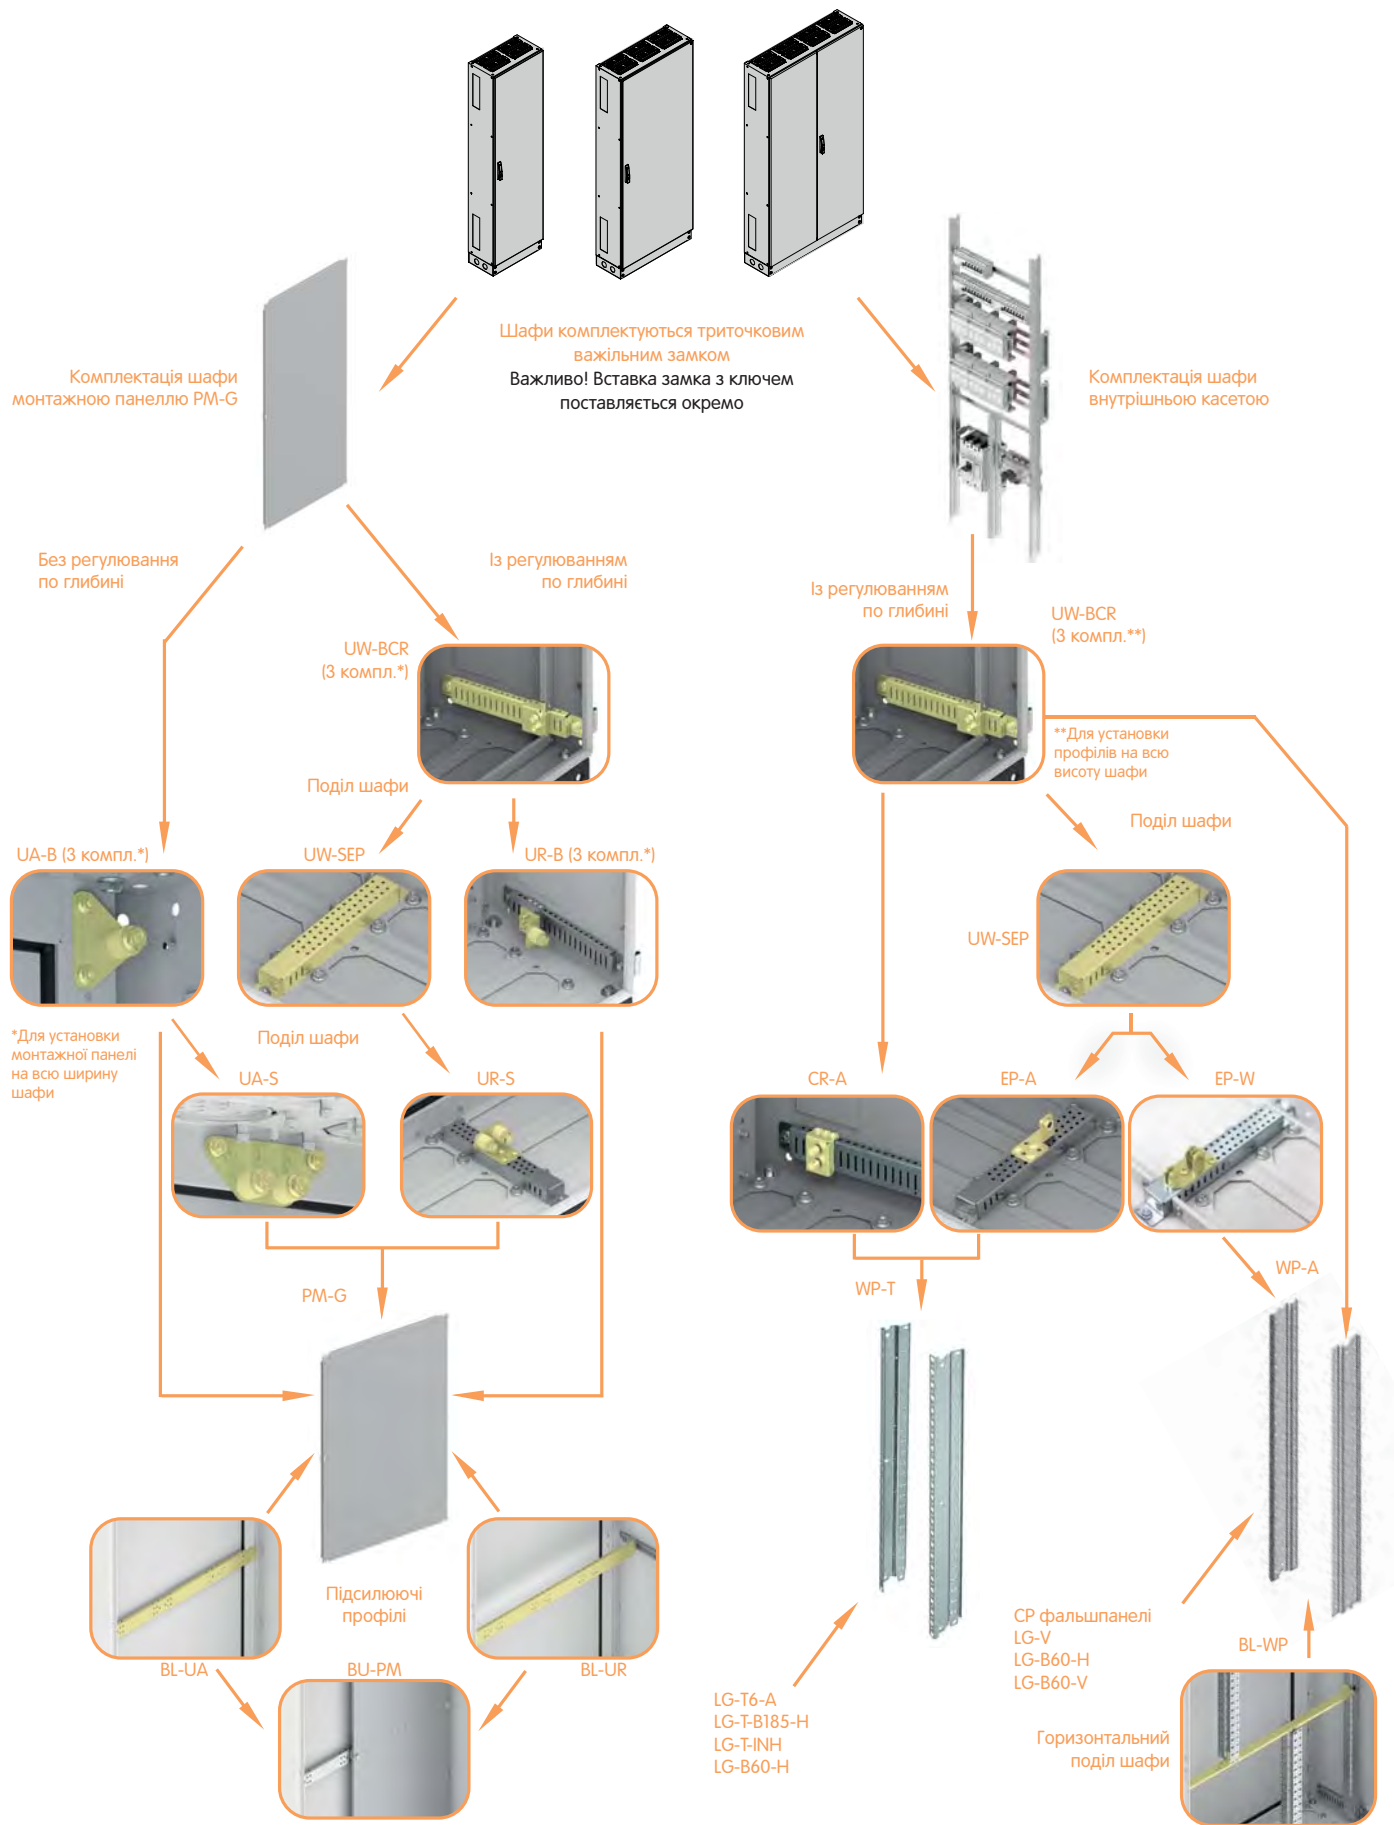 Шафи комплектуються триточковим
важільним замком
Важливо! Вставка замка з ключем
поставляється окремо
Комплектація шафи
монтажною панеллю PM-G
Комплектація шафи
внутрішньою касетою
Без регулювання
по глибині
Із регулюванням
по глибині
Із регулюванням
по глибині
UW-BCR
(3 компл.**)
UW-BCR
(3 компл.*)
**Для установки
профілів на всю
висоту шафи
Поділ шафи
Поділ шафи
UA-B (3 компл.*)
UW-SEP
UR-B (3 компл.*)
UW-SEP
*Для установки
монтажної панелі
на всю ширину
шафи
Поділ шафи
UA-S
UR-S
CR-A
EP-A
EP-W
PM-G
WP-T
WP-A
Підсилюючі
профілі
BL-UA
BU-PM
BL-UR
LG-T6-A
LG-T-B185-H
LG-T-INH
LG-B60-H
CP фальшпанелі
LG-V
LG-B60-H
LG-B60-V
BL-WP
Горизонтальний
поділ шафи